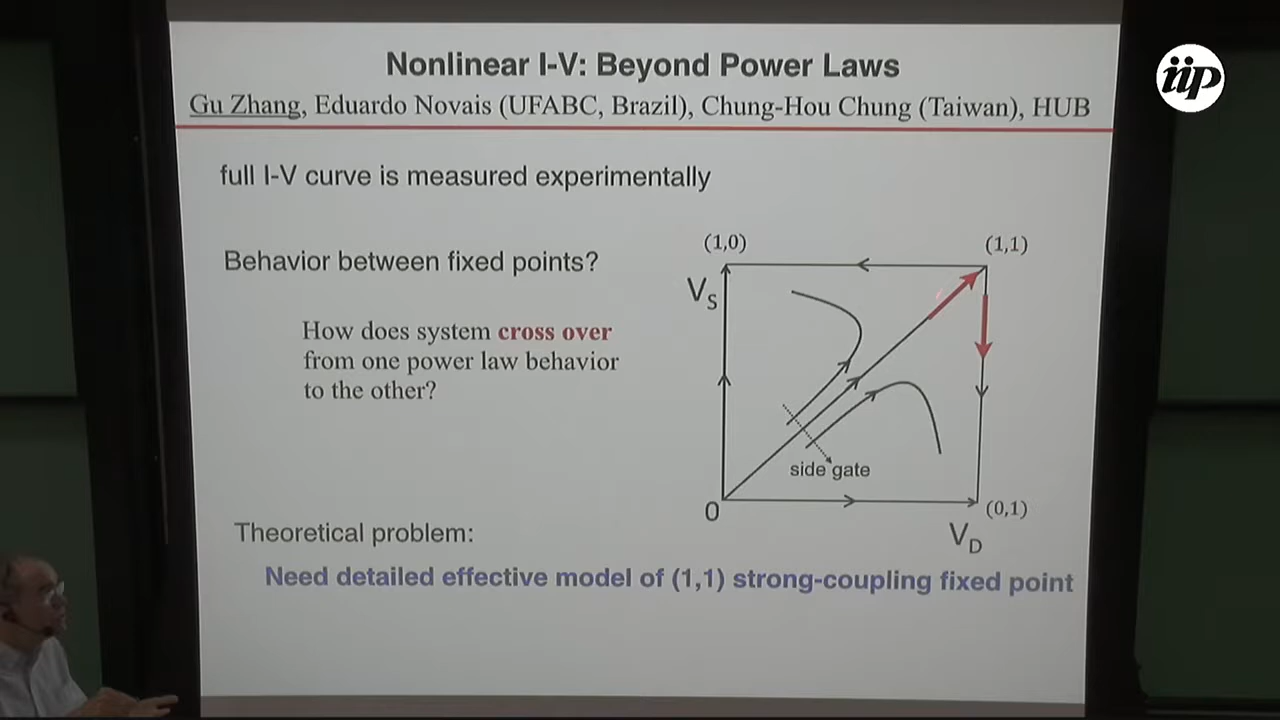 Nonlinear I-V: Beyond Power Laws
Gu Zhang, Eduardo Novais (UFABC, Brazil), Chung-Hou Chung (Taiwan), HUB
full I-V curve is measured experimentally
Behavior between fixed points?
How does system cross over
from one power law behavior
to the other?
(1,0)
(1,1)
VS
side gate
0
(0,1)
VD
Theoretical problem:
Need detailed effective model of (1,1) strong-coupling fixed point
iip